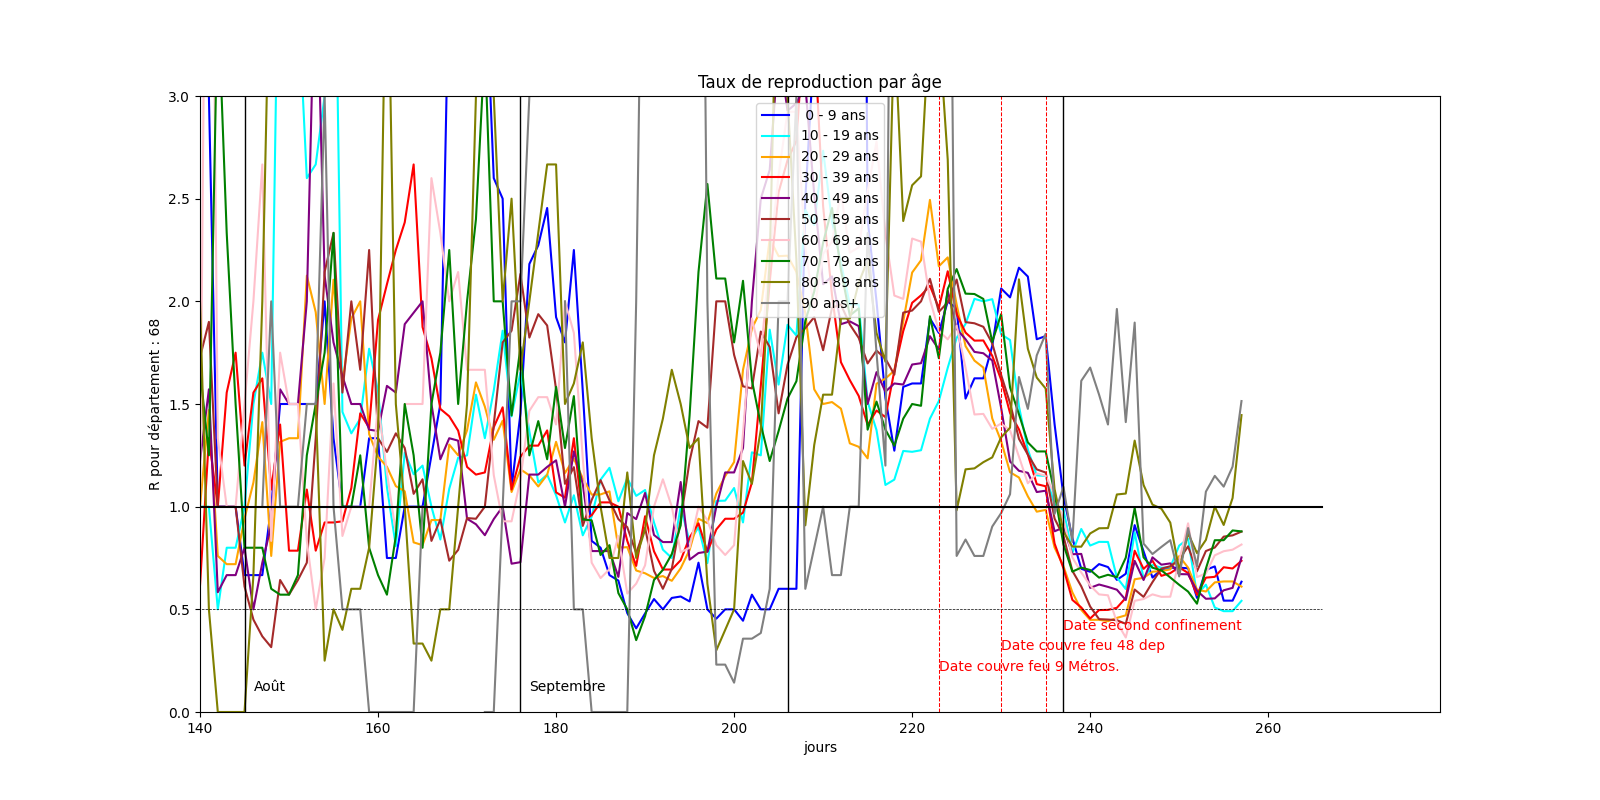 Taux de reproduction par âge
3.0
2.5
2.0
1.5
1.0
0.5
0.0
R pour département : 68
0 - 9 ans
10 - 19 ans
20 - 29 ans
30 - 39 ans
40 - 49 ans
50 - 59 ans
60 - 69 ans
70 - 79 ans
80 - 89 ans
90 ans+
Date second confinement
Date couvre feu 48 dep
Date couvre feu 9 Métros.
Août
Septembre
140
160
180
200
220
240
260
jours